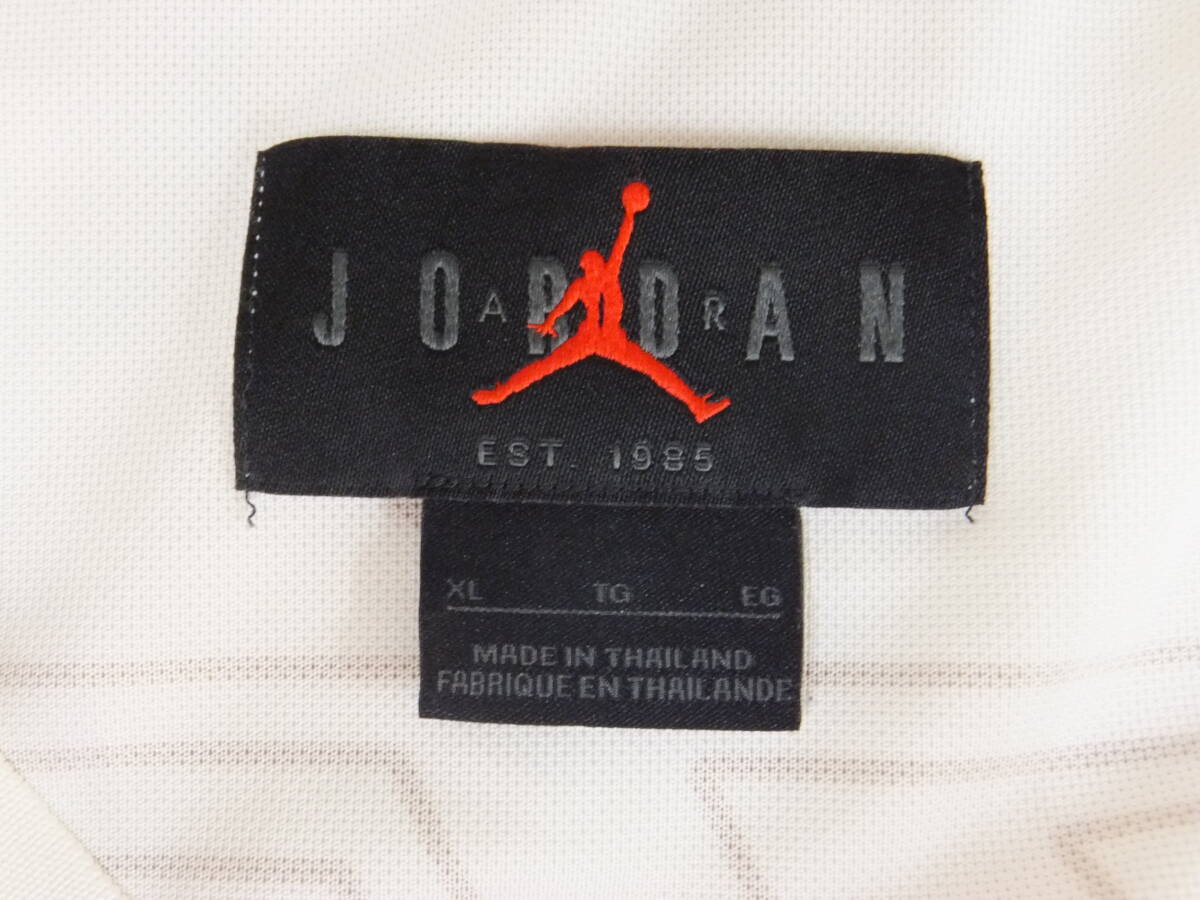 JORDAN
AIR
EST. 1985
XL TG EG
MADE IN THAILAND
FABRIQUE EN THAILANDE